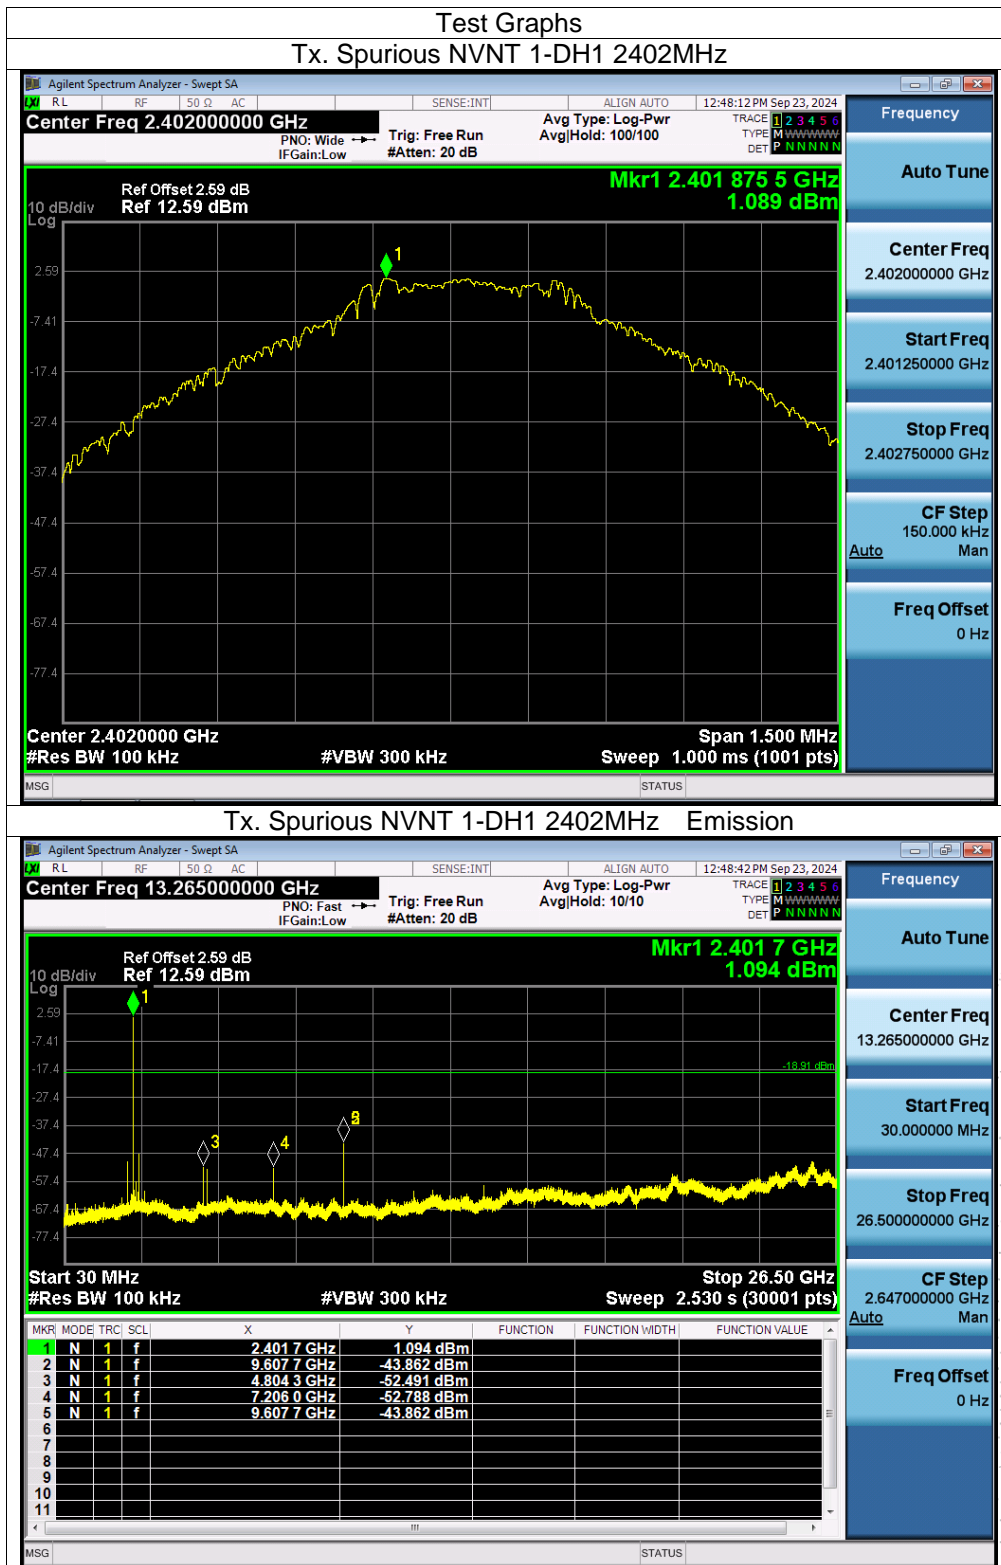 Test Graphs
Tx. Spurious NVNT 1-DH1 2402MHz
Agilent Spectrum Analyzer - Swept SA
LXI RL RF 50 Ω AC SENSE:INT ALIGN AUTO 12:48:12 PM Sep 23, 2024
Center Freq 2.402000000 GHz
PNO: Wide
IFGain:Low
Trig: Free Run
#Atten: 20 dB
Avg Type: Log-Pwr
Avg|Hold: 100/100
TRACE 1 2 3 4 5 6
TYPE M WWWWW
DET P N N N N N
Frequency
Auto Tune
Center Freq
2.402000000 GHz
Start Freq
2.401250000 GHz
Stop Freq
2.402750000 GHz
CF Step
150.000 kHz
Auto Man
Freq Offset
0 Hz
Mkr1 2.401 875 5 GHz
1.089 dBm
Ref Offset 2.59 dB
10 dB/div Ref 12.59 dBm
Log
1
2.59
-7.41
-17.4
-27.4
-37.4
-47.4
-57.4
-67.4
-77.4
Center 2.4020000 GHz Span 1.500 MHz
#Res BW 100 kHz #VBW 300 kHz Sweep 1.000 ms (1001 pts)
MSG STATUS
Tx. Spurious NVNT 1-DH1 2402MHz Emission
Agilent Spectrum Analyzer - Swept SA
LXI RL RF 50 Ω AC SENSE:INT ALIGN AUTO 12:48:42 PM Sep 23, 2024
Center Freq 13.265000000 GHz
PNO: Fast
IFGain:Low
Trig: Free Run
#Atten: 20 dB
Avg Type: Log-Pwr
Avg|Hold: 10/10
TRACE 1 2 3 4 5 6
TYPE M WWWWW
DET P N N N N N
Frequency
Auto Tune
Center Freq
13.265000000 GHz
Start Freq
30.000000 MHz
Stop Freq
26.500000000 GHz
CF Step
2.647000000 GHz
Auto Man
Freq Offset
0 Hz
Mkr1 2.401 7 GHz
1.094 dBm
Ref Offset 2.59 dB
10 dB/div Ref 12.59 dBm
Log
1
2.59
-7.41
-17.4
-18.91 dBm
-27.4
-37.4
3
4
-47.4
-57.4
-67.4
-77.4
Start 30 MHz Stop 26.50 GHz
#Res BW 100 kHz #VBW 300 kHz Sweep 2.530 s (30001 pts)
MKR MODE TRC SCL X Y FUNCTION FUNCTION WIDTH FUNCTION VALUE
1 N 1 f 2.401 7 GHz 1.094 dBm
2 N 1 f 9.607 7 GHz -43.862 dBm
3 N 1 f 4.804 3 GHz -52.491 dBm
4 N 1 f 7.206 0 GHz -52.788 dBm
5 N 1 f 9.607 7 GHz -43.862 dBm
6
7
8
9
10
11
MSG STATUS